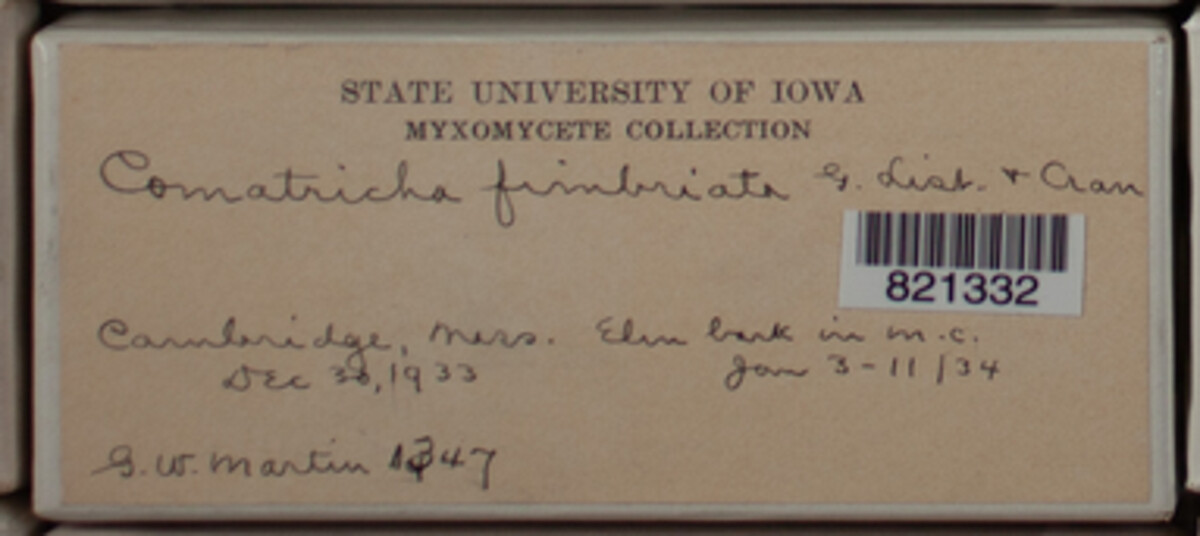 STATE UNIVERSITY OF IOWA
MYXOMYCETE COLLECTION
Comatricha fimbriata G. List. & Cran
821332
Cambridge, Mass. Elm bark in m.c.
Dec 30, 1933 Jan 3-11/34
G.W. Martin